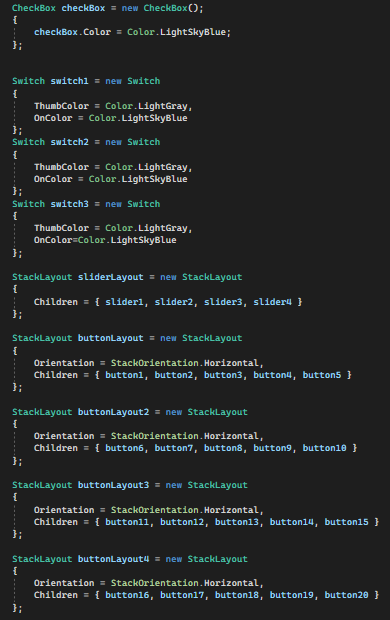 CheckBox checkBox = new CheckBox();
{
checkBox.Color = Color.LightSkyBlue;
};
Switch switch1 = new Switch
{
ThumbColor = Color.LightGray,
OnColor = Color.LightSkyBlue
};
Switch switch2 = new Switch
{
ThumbColor = Color.LightGray,
OnColor = Color.LightSkyBlue
};
Switch switch3 = new Switch
{
ThumbColor = Color.LightGray,
OnColor=Color.LightSkyBlue
};
StackLayout sliderLayout = new StackLayout
{
Children = { slider1, slider2, slider3, slider4 }
};
StackLayout buttonLayout = new StackLayout
{
Orientation = StackOrientation.Horizontal,
Children = { button1, button2, button3, button4, button5 }
};
StackLayout buttonLayout2 = new StackLayout
{
Orientation = StackOrientation.Horizontal,
Children = { button6, button7, button8, button9, button10 }
};
StackLayout buttonLayout3 = new StackLayout
{
Orientation = StackOrientation.Horizontal,
Children = { button11, button12, button13, button14, button15 }
};
StackLayout buttonLayout4 = new StackLayout
{
Orientation = StackOrientation.Horizontal,
Children = { button16, button17, button18, button19, button20 }
};